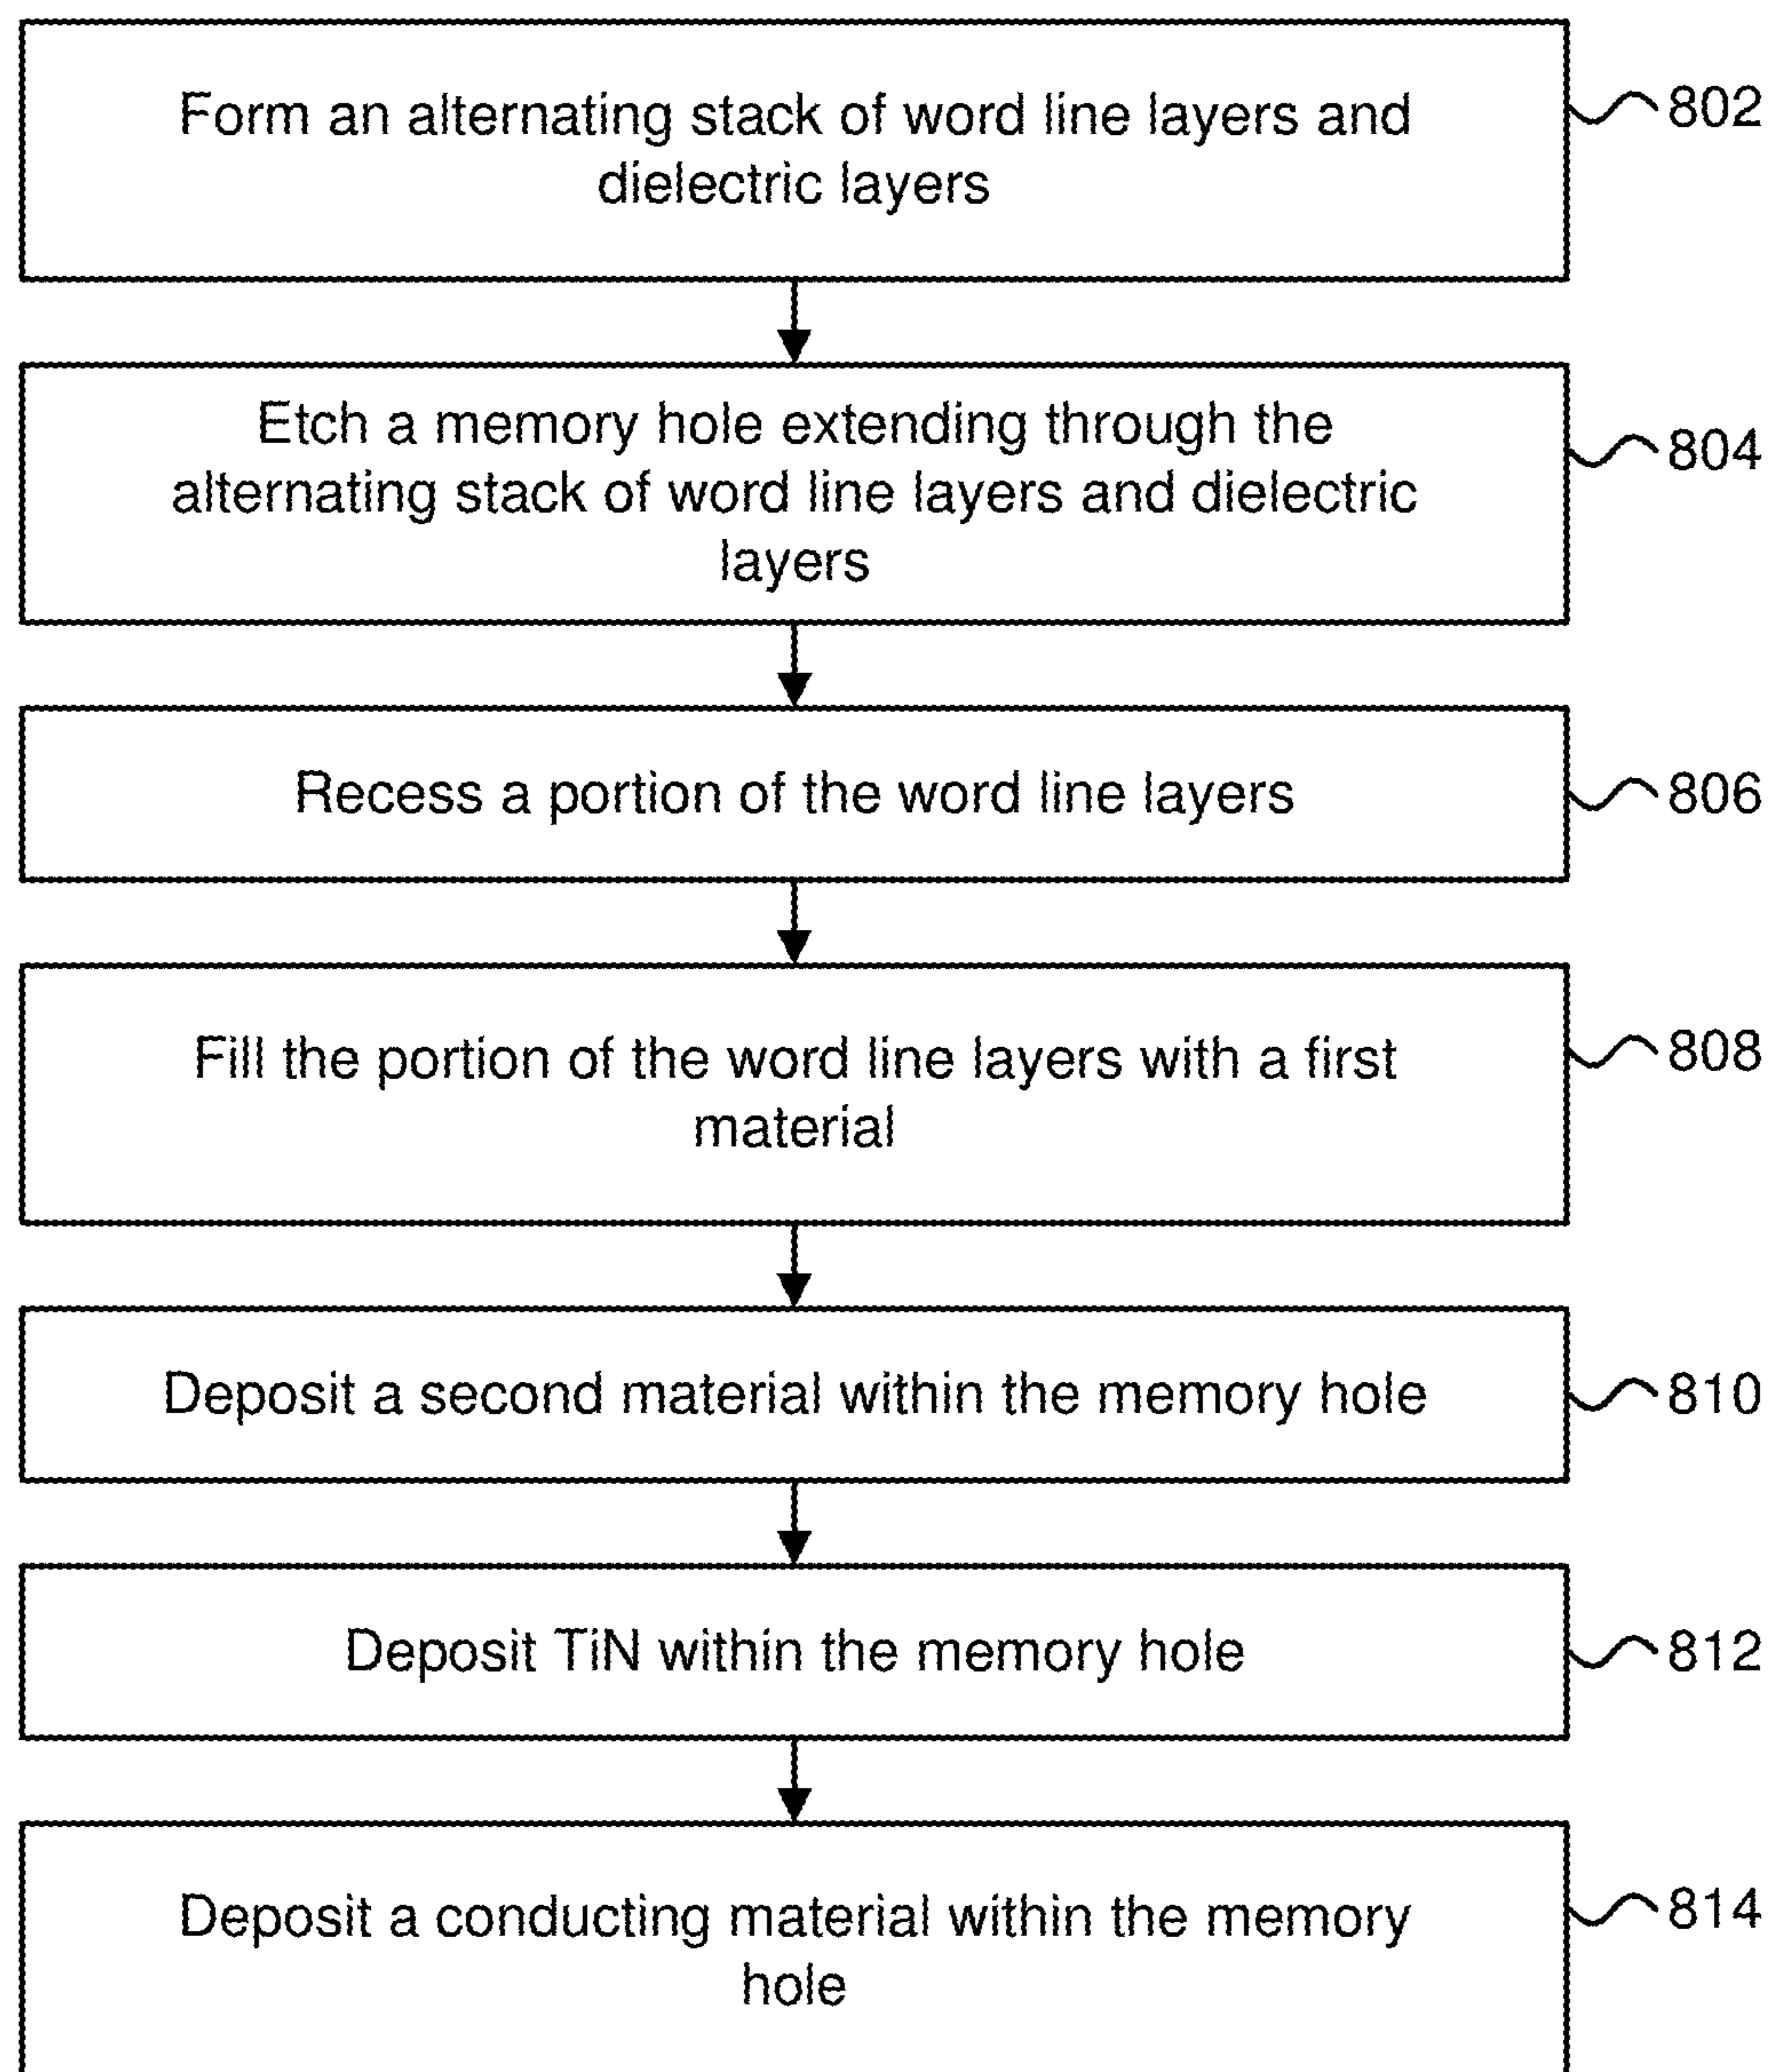 Form an alternating stack of word line layers and
dielectric layers
802
Etch a memory hole extending through the
alternating stack of word line layers and dielectric
layers
804
Recess a portion of the word line layers
806
Fill the portion of the word line layers with a first
material
808
Deposit a second material within the memory hole
810
Deposit TiN within the memory hole
812
Deposit a conducting material within the memory
hole
814